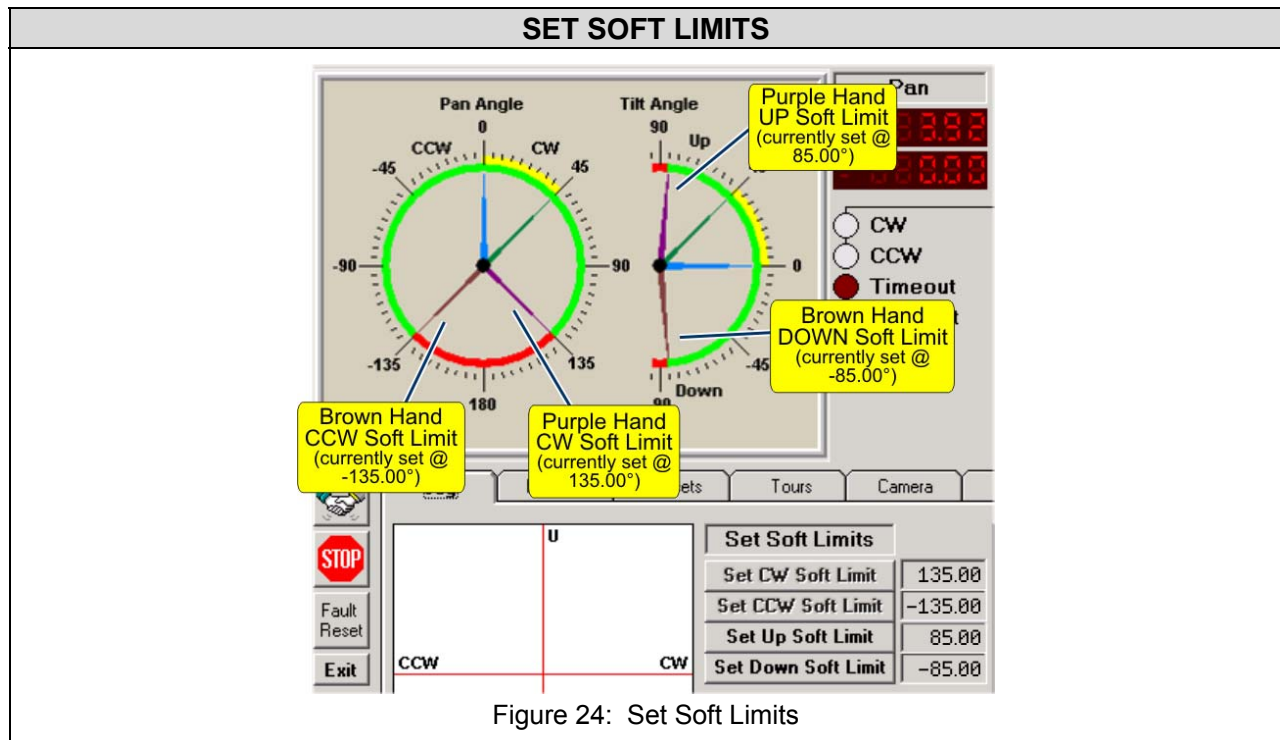 SET SOFT LIMITS
Pan Angle
0
CCW
CW
-45
45
-90
90
-135
135
180
Tilt Angle
90
Up
0
-45
Down
90
Purple Hand
UP Soft Limit
(currently set @
85.00°)
Brown Hand
DOWN Soft Limit
(currently set @
-85.00°)
Brown Hand
CCW Soft Limit
(currently set @
-135.00°)
Purple Hand
CW Soft Limit
(currently set @
135.00°)
Pan
CW
CCW
Timeout
Tours
Camera
STOP
Fault
Reset
Exit
U
CCW
CW
Set Soft Limits
Set CW Soft Limit 135.00
Set CCW Soft Limit -135.00
Set Up Soft Limit 85.00
Set Down Soft Limit -85.00
Figure 24: Set Soft Limits